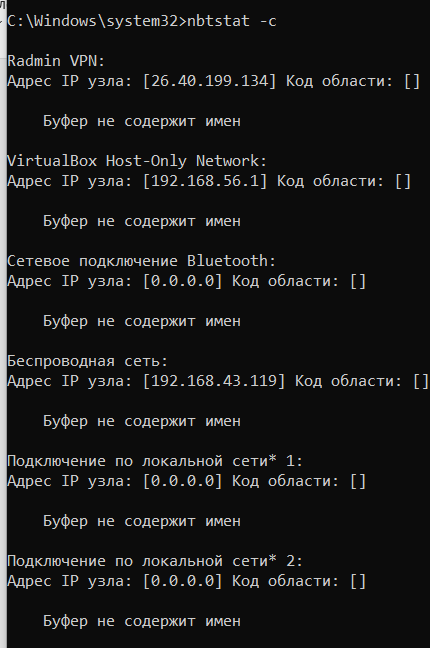 C:\Windows\system32>nbtstat -c
Radmin VPN:
Адрес IP узла: [26.40.199.134] Код области: []
Буфер не содержит имен
VirtualBox Host-Only Network:
Адрес IP узла: [192.168.56.1] Код области: []
Буфер не содержит имен
Сетевое подключение Bluetooth:
Адрес IP узла: [0.0.0.0] Код области: []
Буфер не содержит имен
Беспроводная сеть:
Адрес IP узла: [192.168.43.119] Код области: []
Буфер не содержит имен
Подключение по локальной сети* 1:
Адрес IP узла: [0.0.0.0] Код области: []
Буфер не содержит имен
Подключение по локальной сети* 2:
Адрес IP узла: [0.0.0.0] Код области: []
Буфер не содержит имен